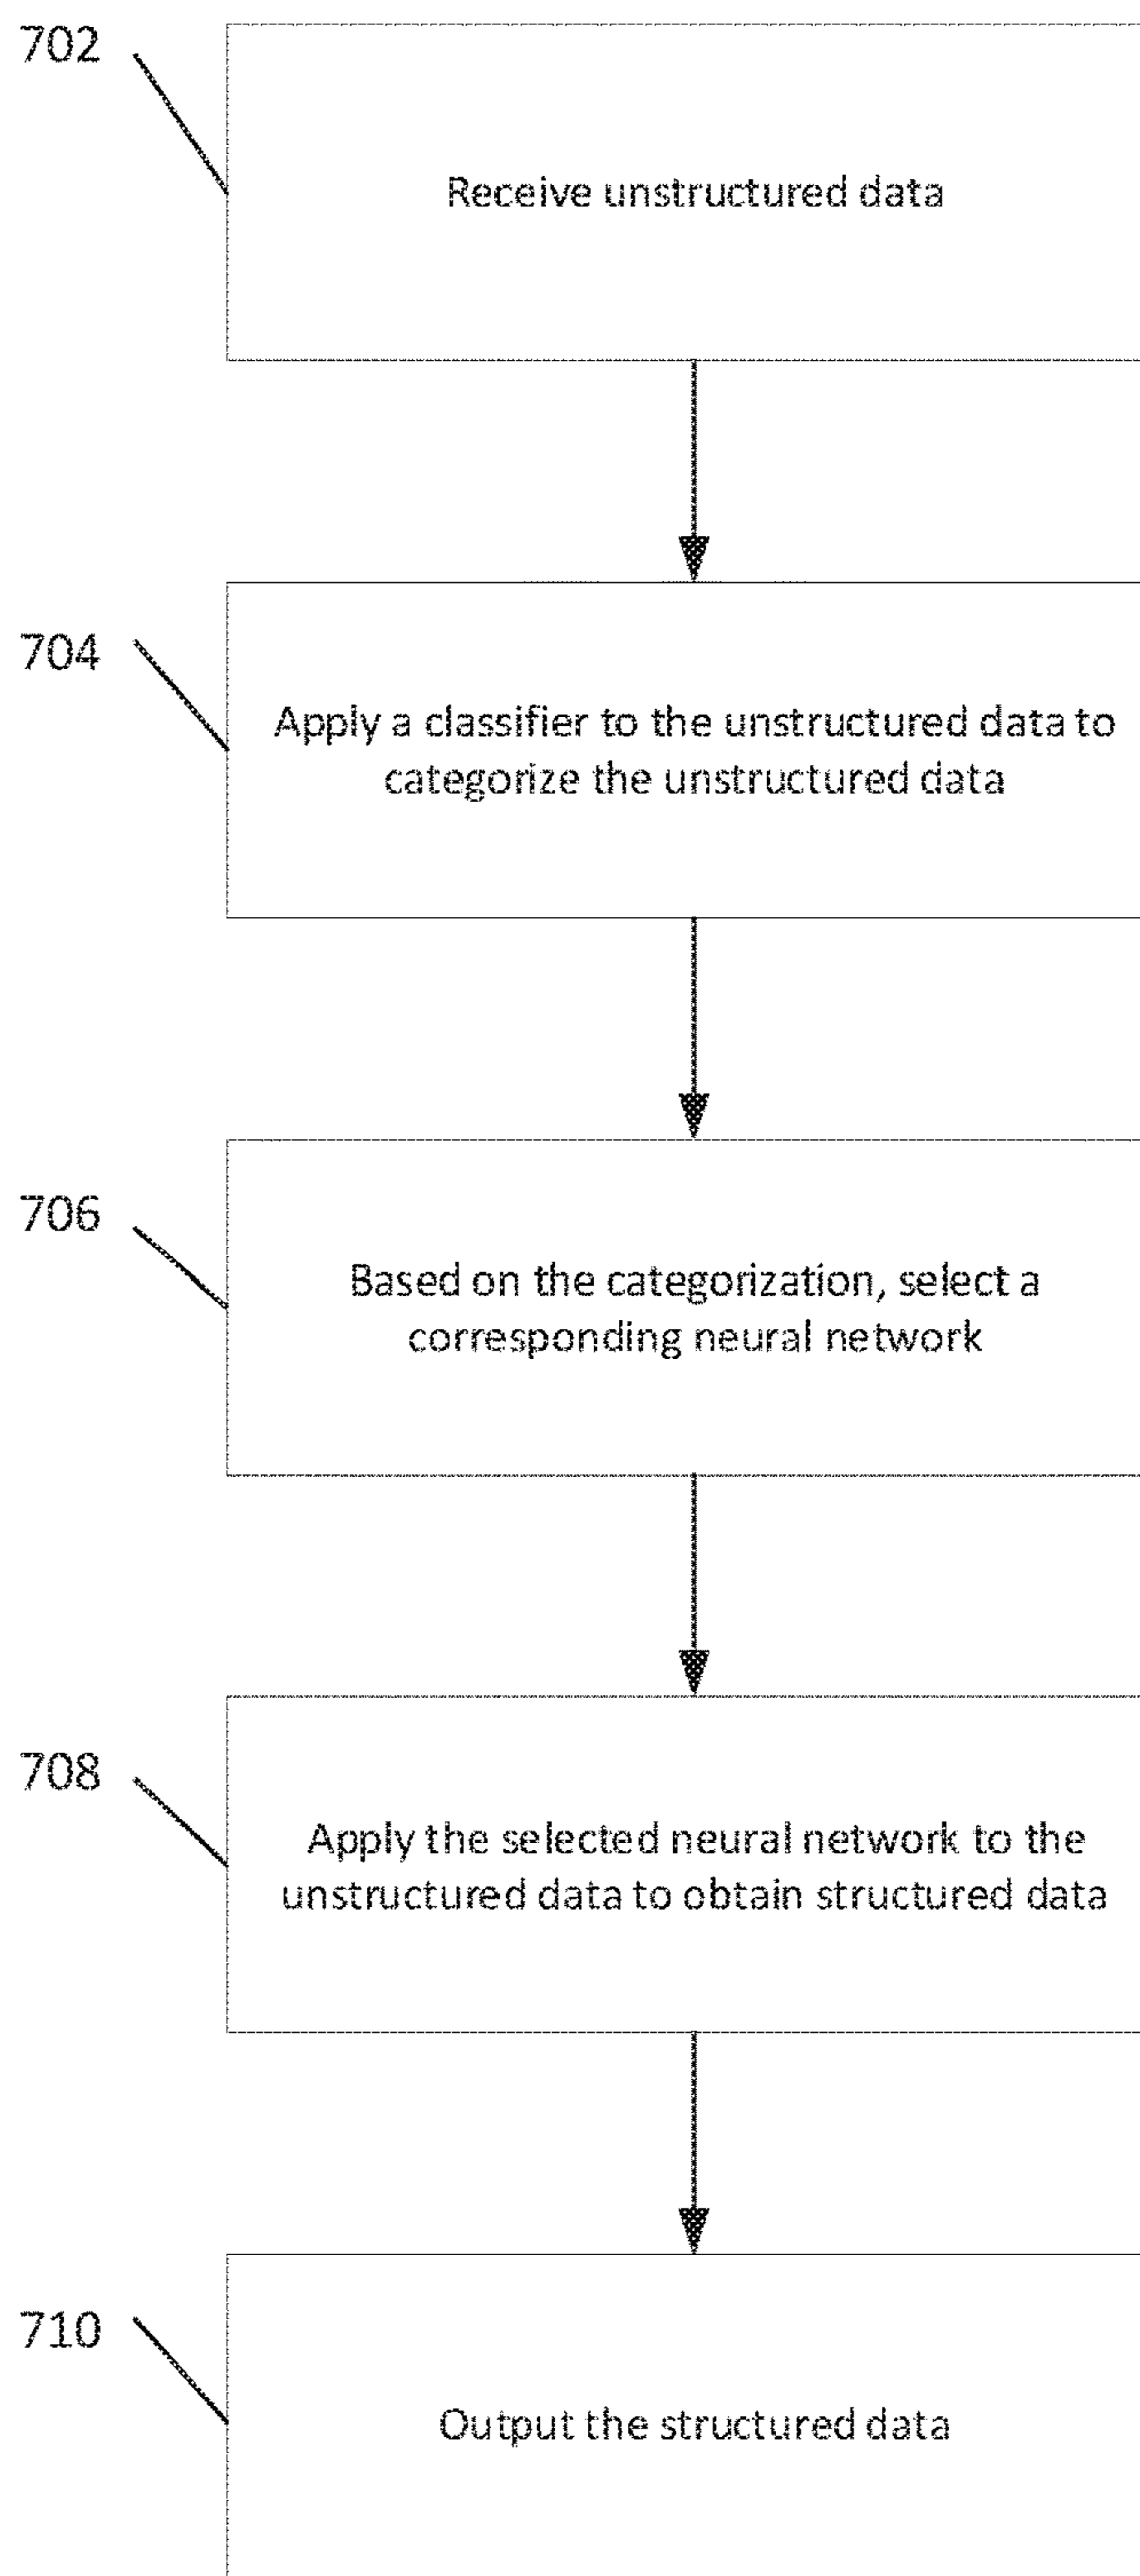 702
Receive unstructured data
704
Apply a classifier to the unstructured data to
categorize the unstructured data
706
Based on the categorization, select a
corresponding neural network
708
Apply the selected neural network to the
unstructured data to obtain structured data
710
Output the structured data